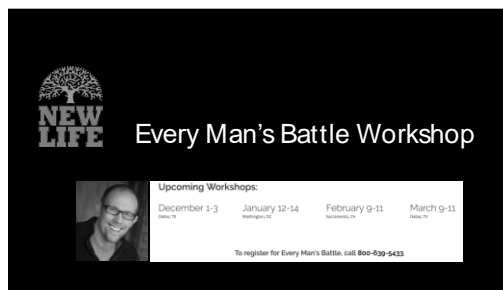 NEW
LIFE
Every Man's Battle Workshop
Upcoming Workshops:
December 1-3 January 12-14 February 9-11 March 9-11
Dallas, TX Washington, DC Sacramento, CA Dallas, TX
To register for Every Man's Battle, call 800-639-5433